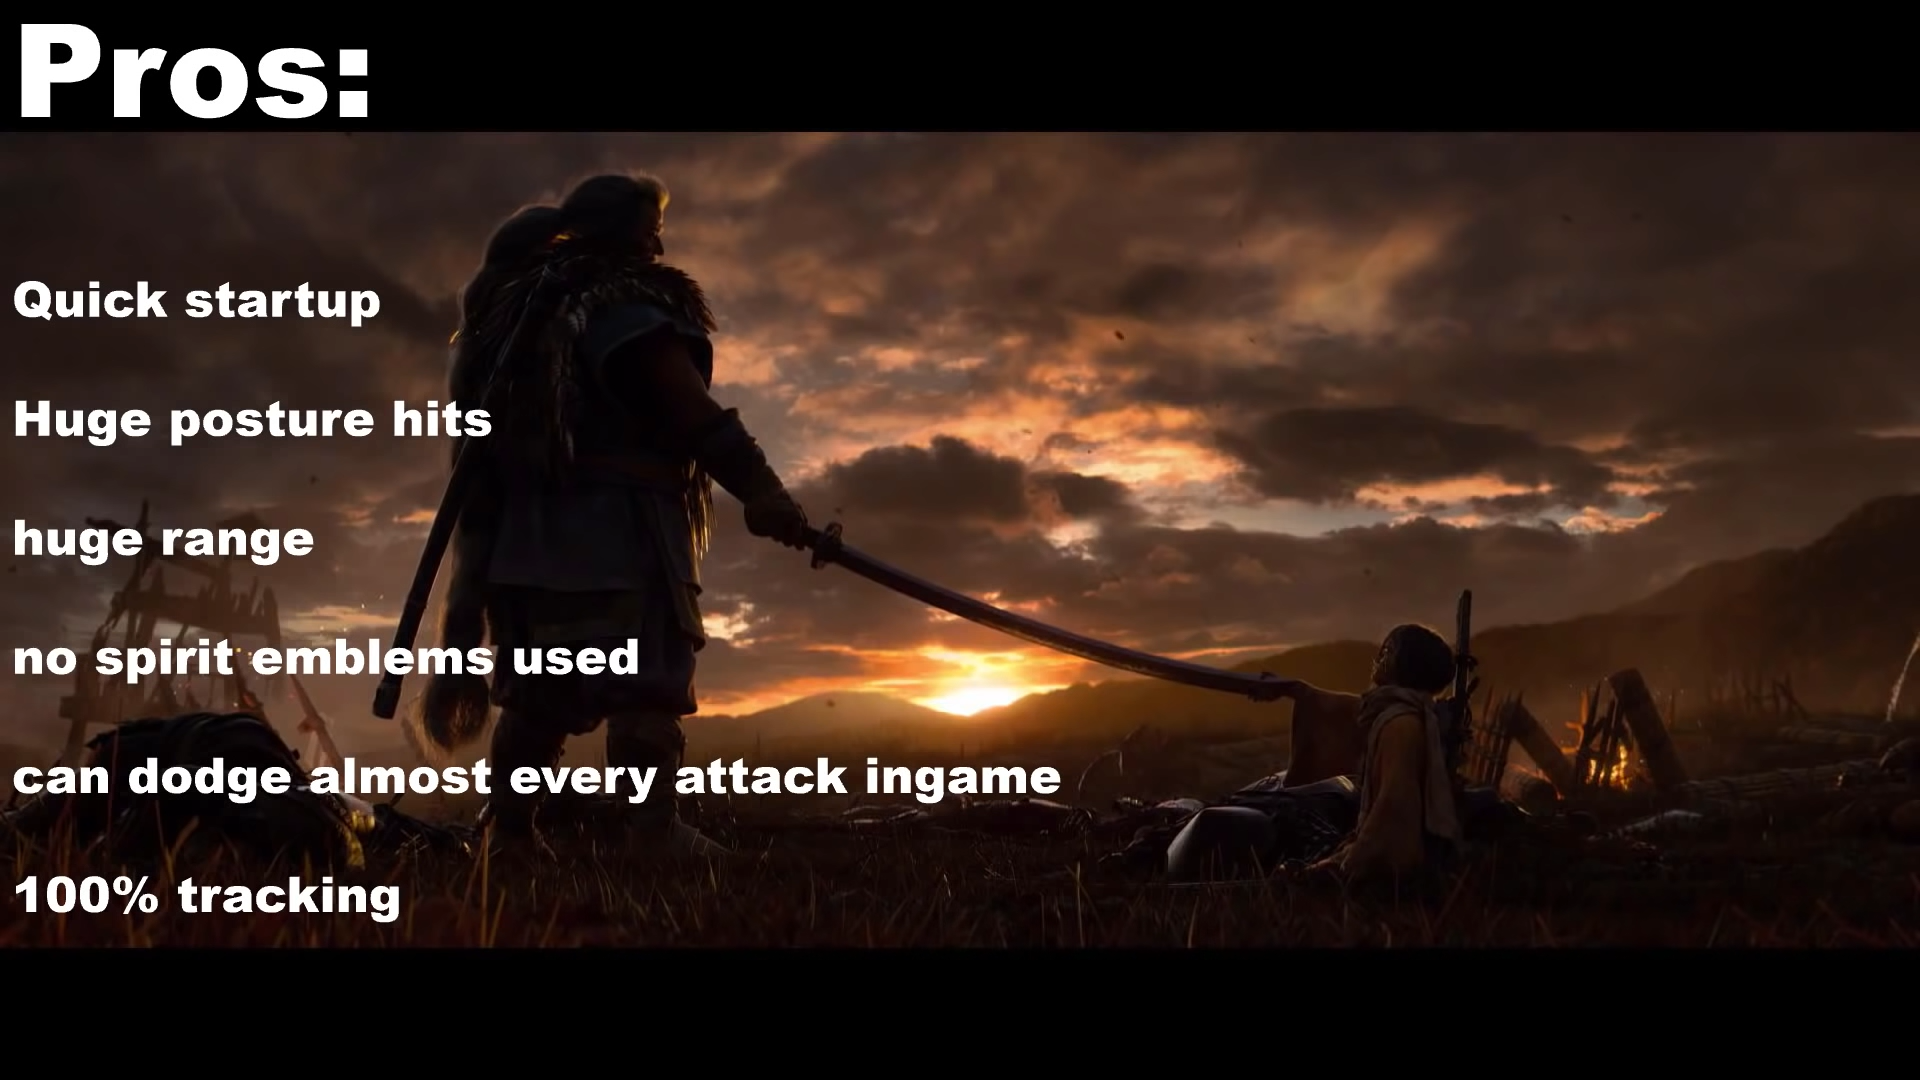 Pros:
Quick startup
Huge posture hits
huge range
no spirit emblems used
can dodge almost every attack ingame
100% tracking